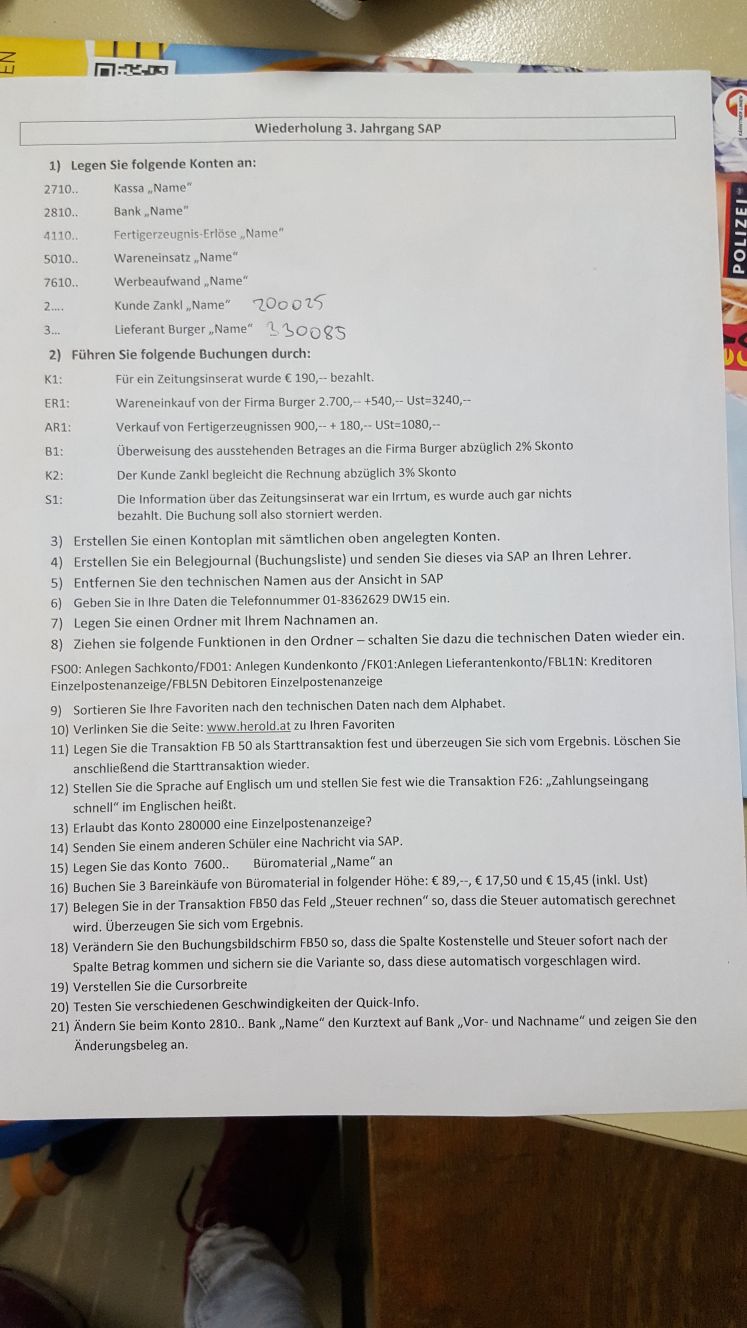 EN
Wiederholung 3. Jahrgang SAP
1) Legen Sie folgende Konten an:
2710.. Kassa „Name“
2810.. Bank „Name“
4110.. Fertigerzeugnis-Erlöse „Name“
5010.. Wareneinsatz „Name“
7610.. Werbeaufwand „Name“
2.... Kunde Zankl „Name“ 200025
3... Lieferant Burger „Name“ 330085
2) Führen Sie folgende Buchungen durch:
K1: Für ein Zeitungsinserat wurde € 190,-- bezahlt.
ER1: Wareneinkauf von der Firma Burger 2.700,-- +540,-- Ust=3240,--
AR1: Verkauf von Fertigerzeugnissen 900,-- + 180,-- USt=1080,--
B1: Überweisung des ausstehenden Betrages an die Firma Burger abzüglich 2% Skonto
K2: Der Kunde Zankl begleicht die Rechnung abzüglich 3% Skonto
S1: Die Information über das Zeitungsinserat war ein Irrtum, es wurde auch gar nichts
bezahlt. Die Buchung soll also storniert werden.
3) Erstellen Sie einen Kontoplan mit sämtlichen oben angelegten Konten.
4) Erstellen Sie ein Belegjournal (Buchungsliste) und senden Sie dieses via SAP an Ihren Lehrer.
5) Entfernen Sie den technischen Namen aus der Ansicht in SAP
6) Geben Sie in Ihre Daten die Telefonnummer 01-8362629 DW15 ein.
7) Legen Sie einen Ordner mit Ihrem Nachnamen an.
8) Ziehen sie folgende Funktionen in den Ordner – schalten Sie dazu die technischen Daten wieder ein.
FS00: Anlegen Sachkonto/FD01: Anlegen Kundenkonto /FK01:Anlegen Lieferantenkonto/FBL1N: Kreditoren
Einzelpostenanzeige/FBL5N Debitoren Einzelpostenanzeige
9) Sortieren Sie Ihre Favoriten nach den technischen Daten nach dem Alphabet.
10) Verlinken Sie die Seite: www.herold.at zu Ihren Favoriten
11) Legen Sie die Transaktion FB 50 als Starttransaktion fest und überzeugen Sie sich vom Ergebnis. Löschen Sie
anschließend die Starttransaktion wieder.
12) Stellen Sie die Sprache auf Englisch um und stellen Sie fest wie die Transaktion F26: „Zahlungseingang
schnell“ im Englischen heißt.
13) Erlaubt das Konto 280000 eine Einzelpostenanzeige?
14) Senden Sie einem anderen Schüler eine Nachricht via SAP.
15) Legen Sie das Konto 7600.. Büromaterial „Name“ an
16) Buchen Sie 3 Bareinkäufe von Büromaterial in folgender Höhe: € 89,--, € 17,50 und € 15,45 (inkl. Ust)
17) Belegen Sie in der Transaktion FB50 das Feld „Steuer rechnen“ so, dass die Steuer automatisch gerechnet
wird. Überzeugen Sie sich vom Ergebnis.
18) Verändern Sie den Buchungsbildschirm FB50 so, dass die Spalte Kostenstelle und Steuer sofort nach der
Spalte Betrag kommen und sichern sie die Variante so, dass diese automatisch vorgeschlagen wird.
19) Verstellen Sie die Cursorbreite
20) Testen Sie verschiedenen Geschwindigkeiten der Quick-Info.
21) Ändern Sie beim Konto 2810.. Bank „Name“ den Kurztext auf Bank „Vor- und Nachname“ und zeigen Sie den
Änderungsbeleg an.
POLIZEI